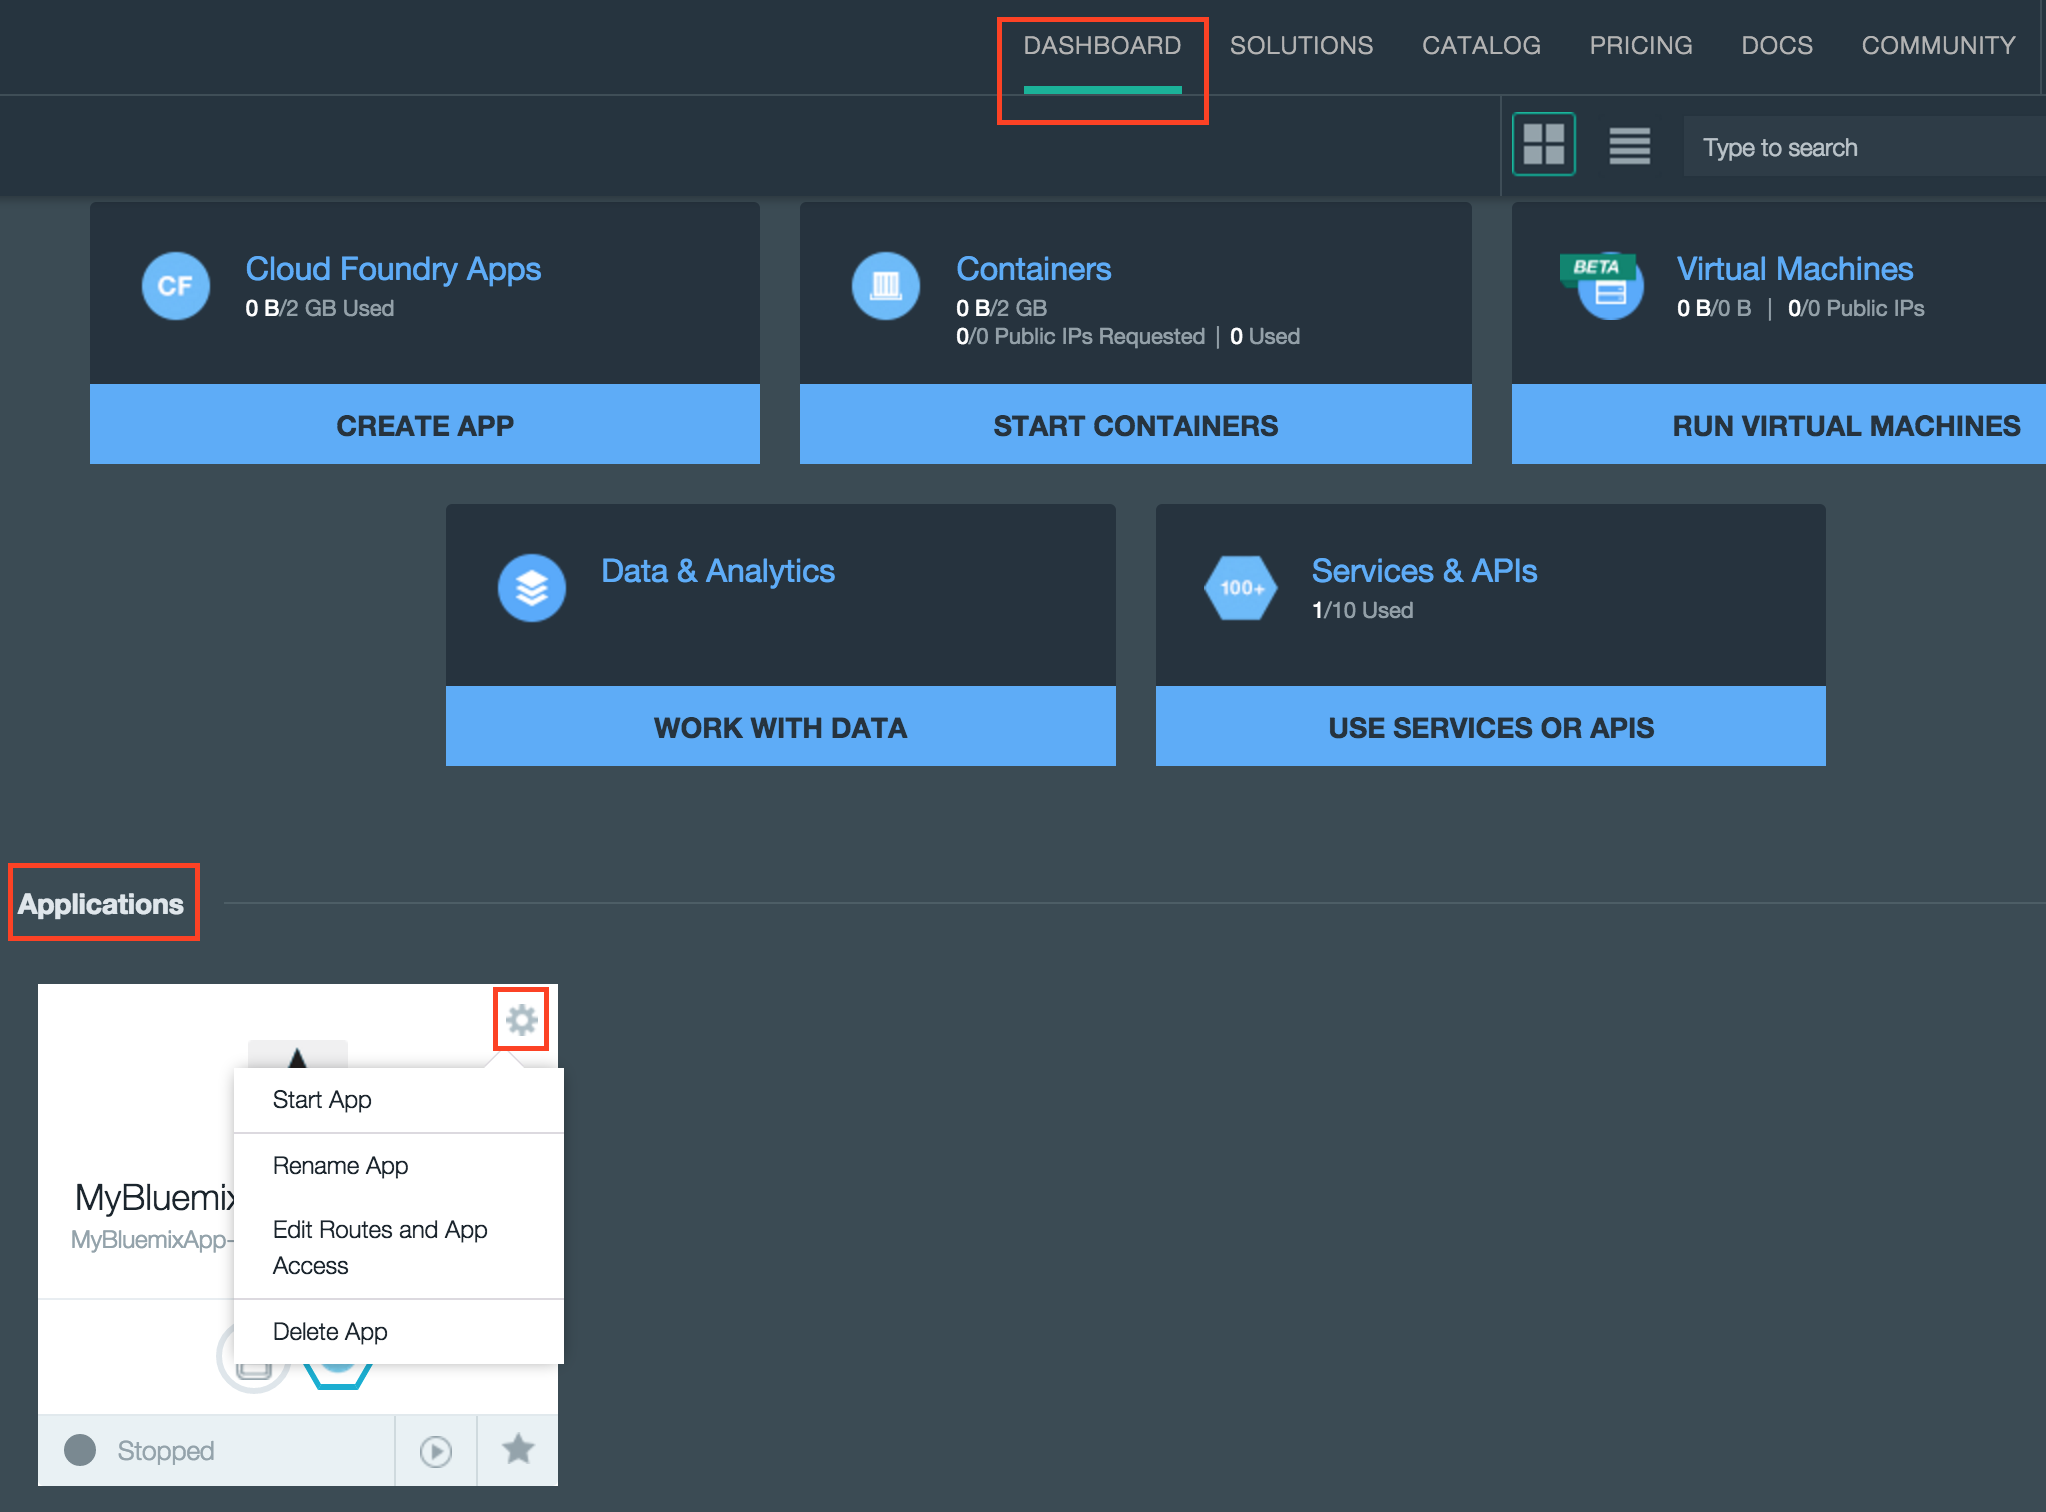 DASHBOARD SOLUTIONS CATALOG PRICING DOCS COMMUNITY
Type to search
CF
Cloud Foundry Apps
0 B/2 GB Used
CREATE APP
Containers
0 B/2 GB
0/0 Public IPs Requested | 0 Used
START CONTAINERS
BETA
Virtual Machines
0 B/0 B | 0/0 Public IPs
RUN VIRTUAL MACHINES
Data & Analytics
WORK WITH DATA
100+
Services & APIs
1/10 Used
USE SERVICES OR APIS
Applications
Start App
Rename App
Edit Routes and App
Access
Delete App
MyBluemix
MyBluemixApp-
Stopped